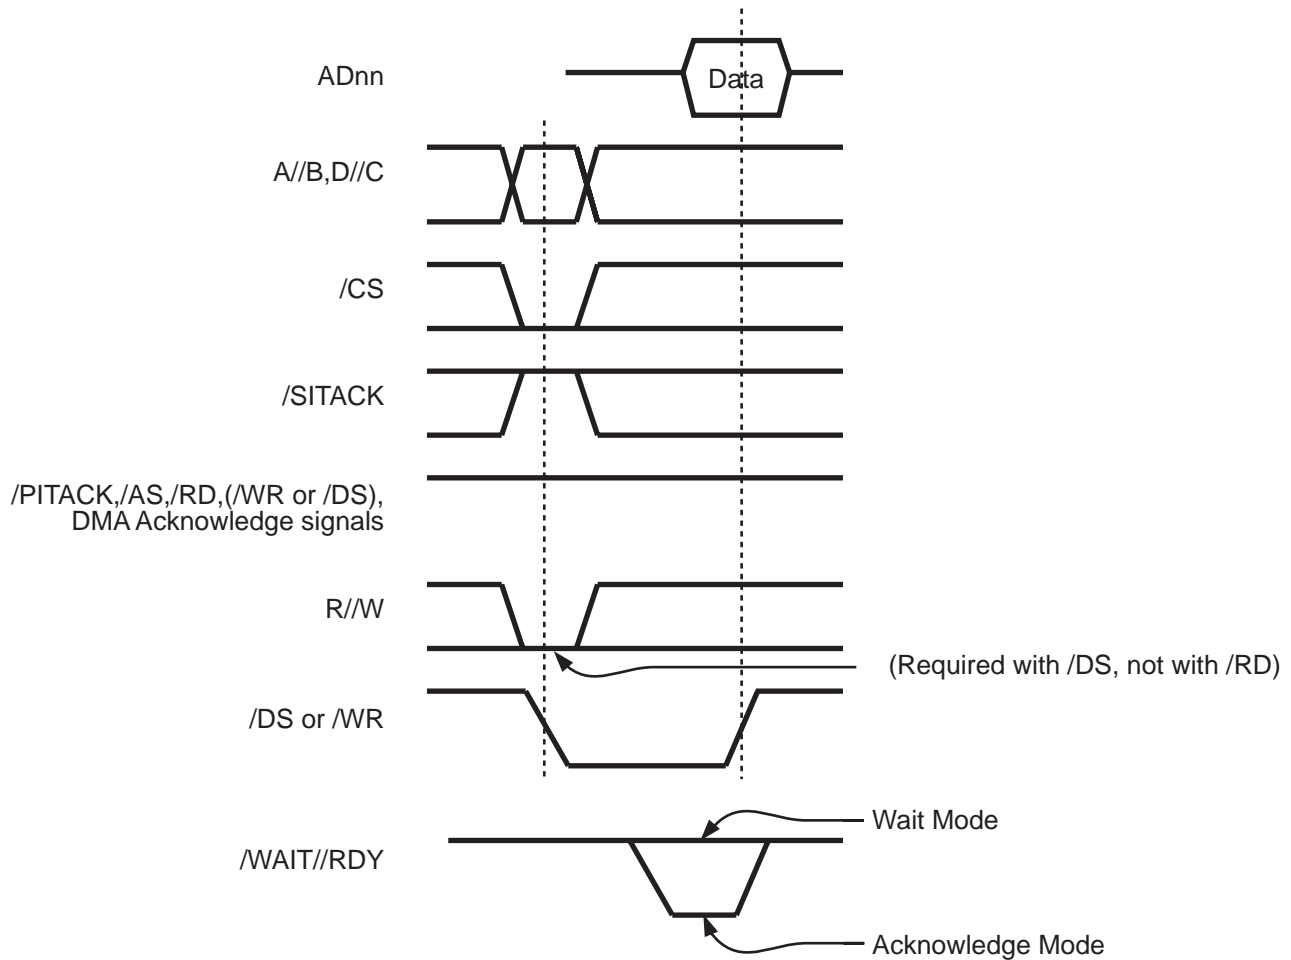 ADnn
Data
A//B,D//C
/CS
/SITACK
/PITACK,/AS,/RD,(/WR or /DS),
DMA Acknowledge signals
R//W
(Required with /DS, not with /RD)
/DS or /WR
Wait Mode
/WAIT//RDY
Acknowledge Mode